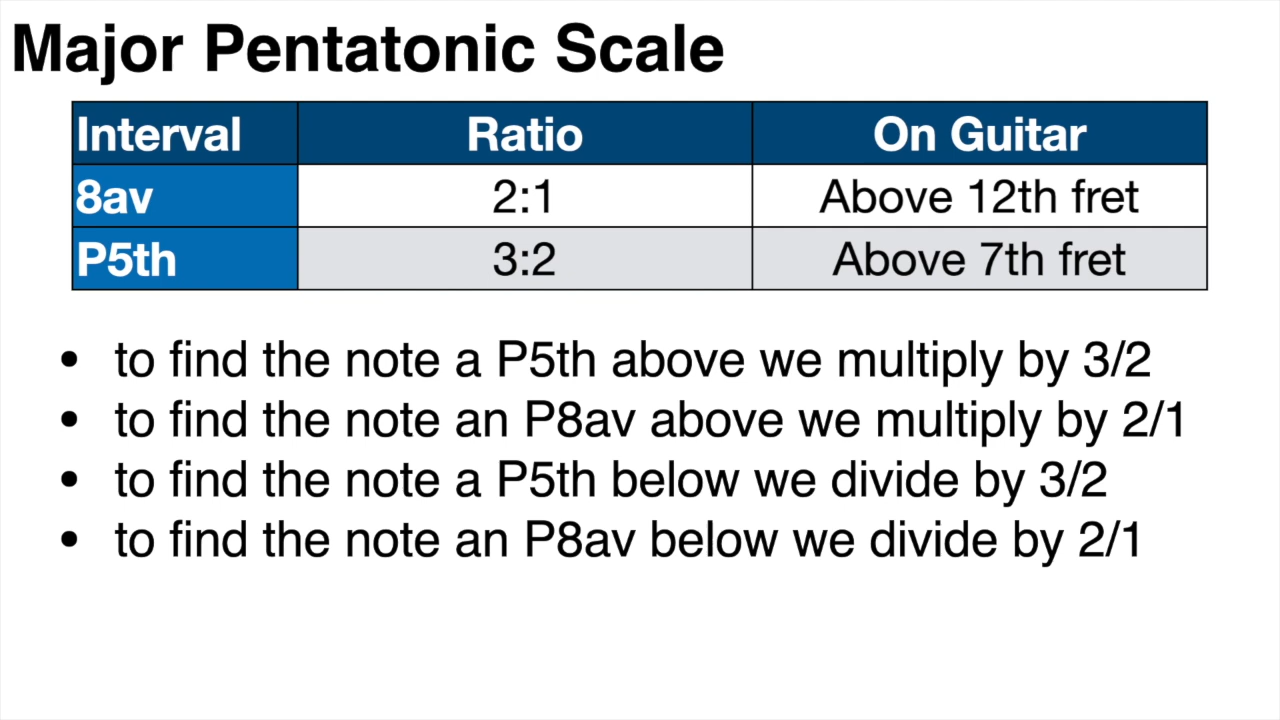 Major Pentatonic Scale
Interval Ratio On Guitar
8av 2:1 Above 12th fret
P5th 3:2 Above 7th fret
• to find the note a P5th above we multiply by 3/2
• to find the note an P8av above we multiply by 2/1
• to find the note a P5th below we divide by 3/2
• to find the note an P8av below we divide by 2/1